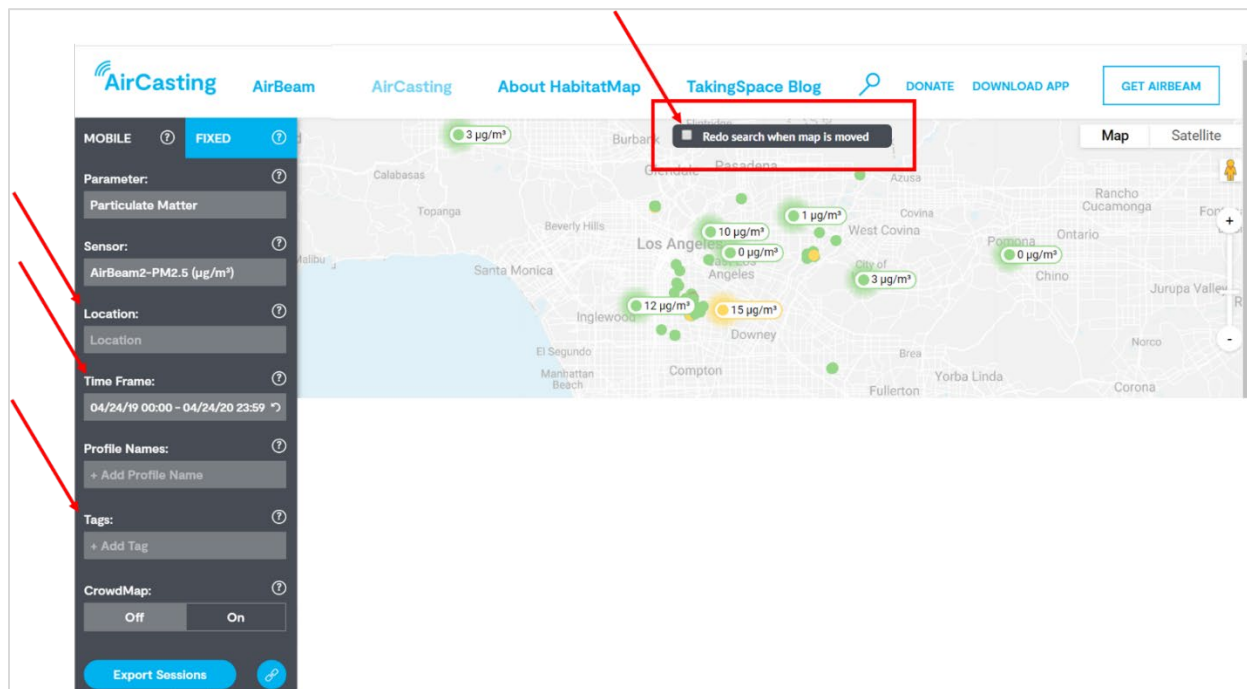 AirCasting
AirBeam
AirCasting
About HabitatMap
TakingSpace Blog
DONATE
DOWNLOAD APP
GET AIRBEAM
MOBILE ?
FIXED ?
Parameter: ?
Particulate Matter
Sensor: ?
AirBeam2-PM2.5 (µg/m³)
Location: ?
Location
Time Frame: ?
04/24/19 00:00 - 04/24/20 23:59
Profile Names: ?
+ Add Profile Name
Tags: ?
+ Add Tag
CrowdMap: ?
Off
On
Export Sessions
Redo search when map is moved
Map
Satellite
3 µg/m³
Burbank
Glendale
Pasadena
Azusa
Calabasas
Rancho
Cucamonga
Topanga
Beverly Hills
1 µg/m³
Covina
West Covina
10 µg/m³
Los Angeles
0 µg/m³
Pomona
Ontario
0 µg/m³
+
Malibu
Santa Monica
Angeles
City of
3 µg/m³
Chino
Jurupa Valley
Inglewood
12 µg/m³
15 µg/m³
Downey
Norco
-
El Segundo
Brea
Manhattan
Beach
Compton
Yorba Linda
Fullerton
Corona